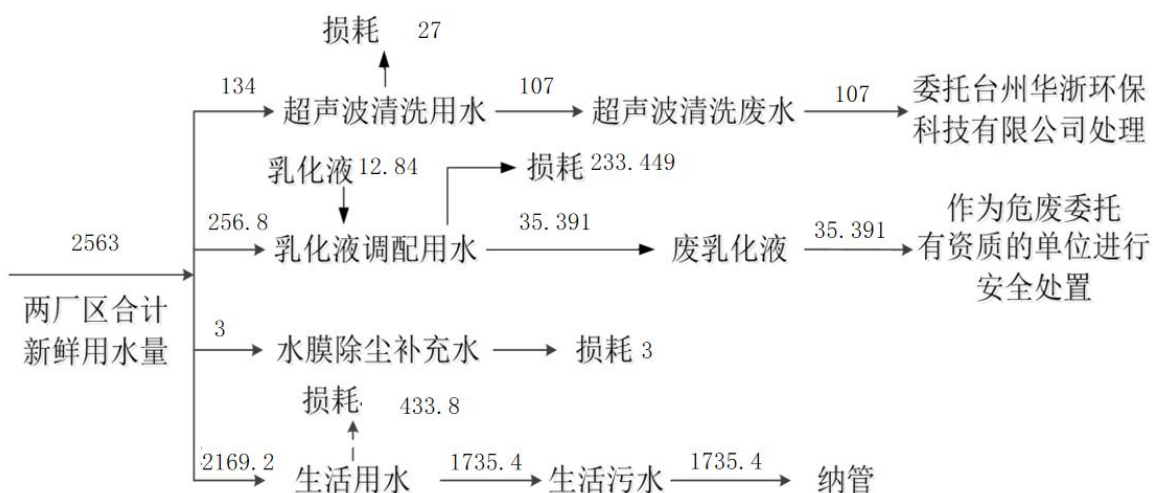 损耗 27
134
超声波清洗用水
107
超声波清洗废水
107
委托台州华浙环保
科技有限公司处理
乳化液 12.84
损耗 233.449
256.8
乳化液调配用水
35.391
废乳化液
35.391
作为危废委托
有资质的单位进行
安全处置
2563
两厂区合计
新鲜用水量
3
水膜除尘补充水
损耗 3
损耗 433.8
2169.2
生活用水
1735.4
生活污水
1735.4
纳管